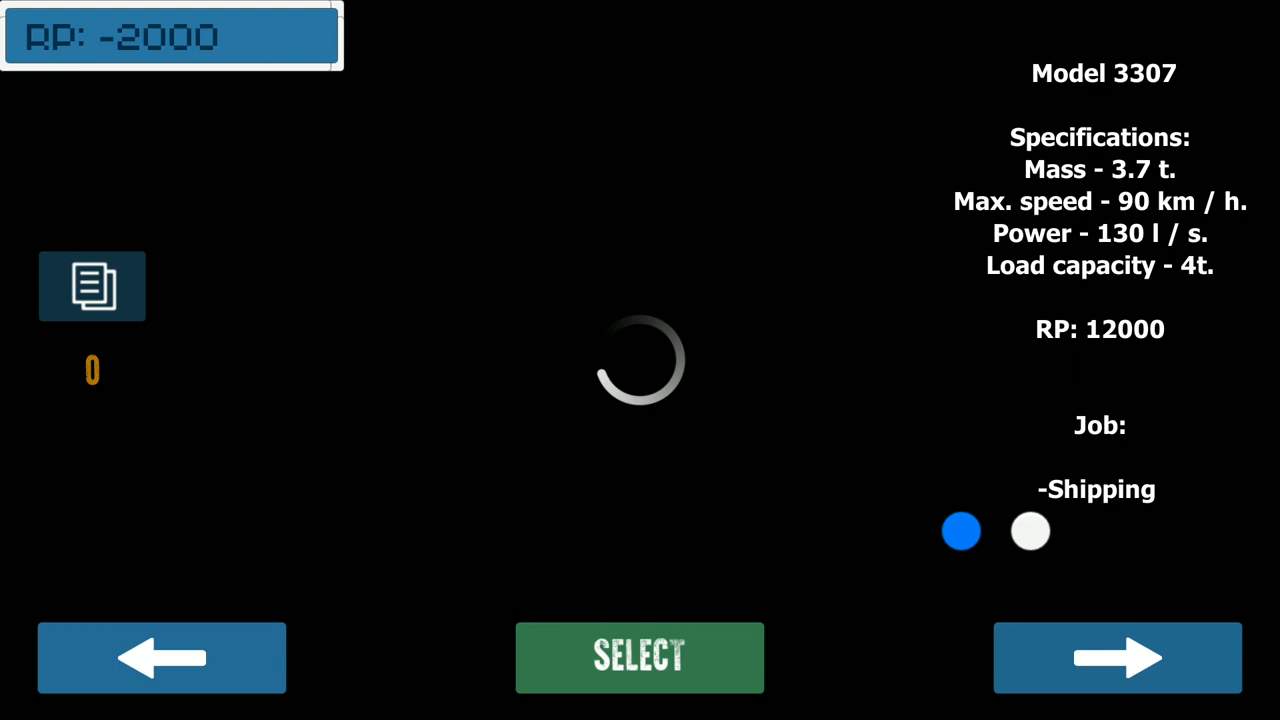 RP: -2000
Model 3307
Specifications:
Mass - 3.7 t.
Max. speed - 90 km / h.
Power - 130 l / s.
Load capacity - 4t.
RP: 12000
0
Job:
-Shipping
SELECT